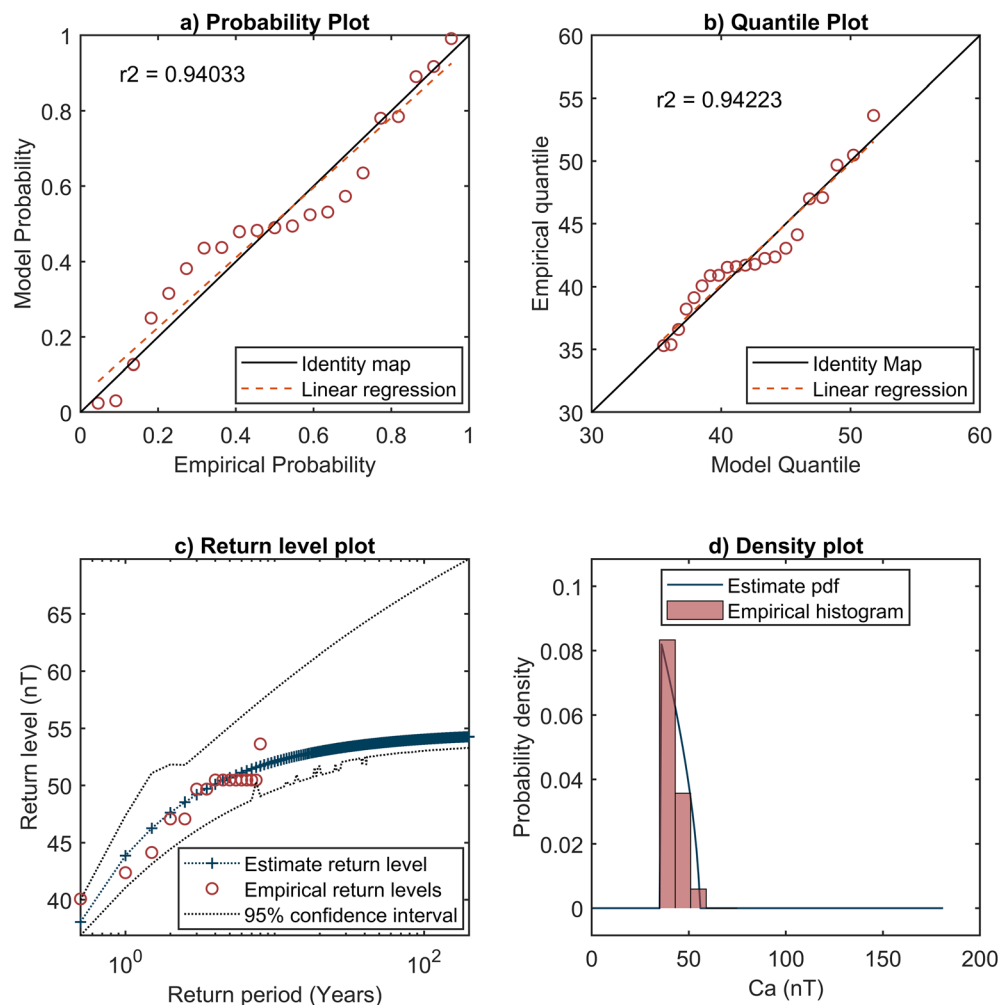 a) Probability Plot
r2 = 0.94033
Model Probability
1
0.8
0.6
0.4
0.2
0
0
0.2
0.4
0.6
0.8
1
Identity map
Linear regression
Empirical Probability
b) Quantile Plot
r2 = 0.94223
Empirical quantile
60
55
50
45
40
35
30
30
40
50
60
Identity Map
Linear regression
Model Quantile
c) Return level plot
Return level (nT)
65
60
55
50
45
40
Estimate return level
Empirical return levels
95% confidence interval
10^0
10^2
Return period (Years)
d) Density plot
Estimate pdf
Empirical histogram
Probability density
0.1
0.08
0.06
0.04
0.02
0
0
50
100
150
200
Ca (nT)